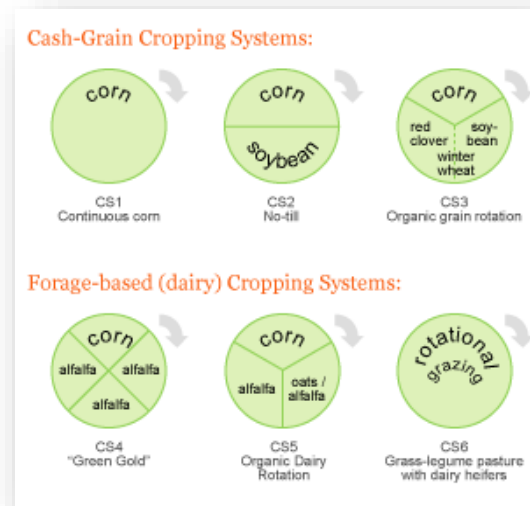 Cash-Grain Cropping Systems:
corn
CS1
Continuous corn
corn
soybean
CS2
No-till
corn
red
clover
soy-
bean
winter
wheat
CS3
Organic grain rotation
Forage-based (dairy) Cropping Systems:
corn
alfalfa
alfalfa
alfalfa
CS4
"Green Gold"
corn
alfalfa
oats /
alfalfa
CS5
Organic Dairy
Rotation
rotational
grazing
CS6
Grass-legume pasture
with dairy heifers